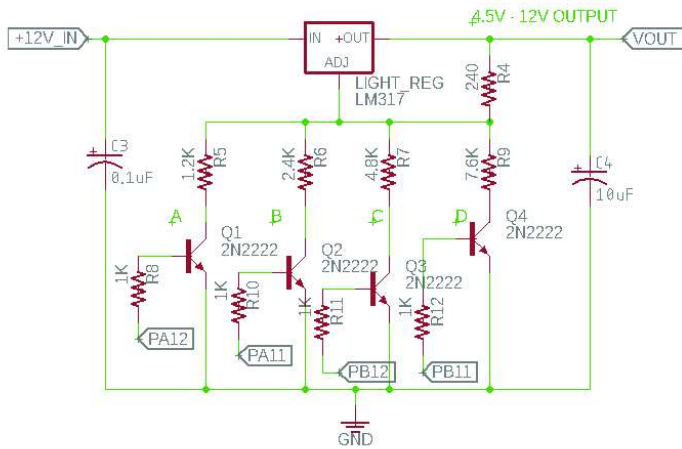 4.5V - 12V OUTPUT
+12V_IN
IN +OUT
ADJ
VOUT
LIGHT_REG
LM317
240
R4
C3
0.1uF
1.2K
R5
2.4K
R6
4.8K
R7
7.6K
R9
C4
10uF
A
B
C
D
Q1
2N2222
Q2
2N2222
Q3
2N2222
Q4
2N2222
1K
R8
1K
R10
1K
R11
1K
R12
PA12
PA11
PB12
PB11
GND